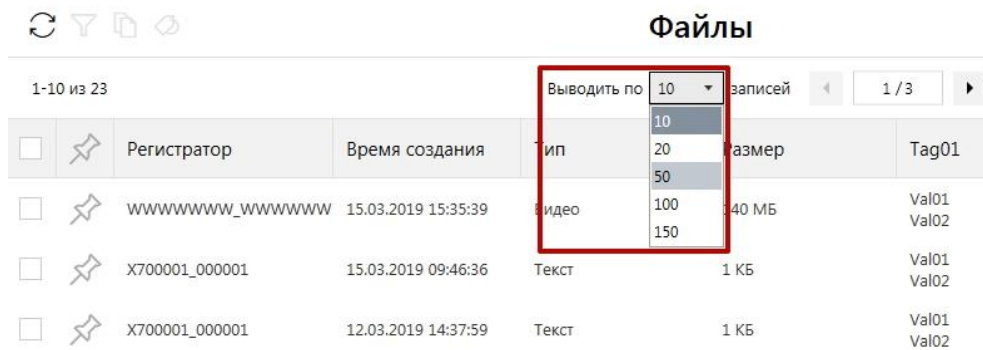 Файлы
1-10 из 23
Выводить по 10 записей 1/3
10
20
50
100
150
Регистратор Время создания Тип Размер Tag01
WWWWWWW_WWWWWW 15.03.2019 15:35:39 Видео 140 МБ Val01
Val02
X700001_000001 15.03.2019 09:46:36 Текст 1 КБ Val01
Val02
X700001_000001 12.03.2019 14:37:59 Текст 1 КБ Val01
Val02